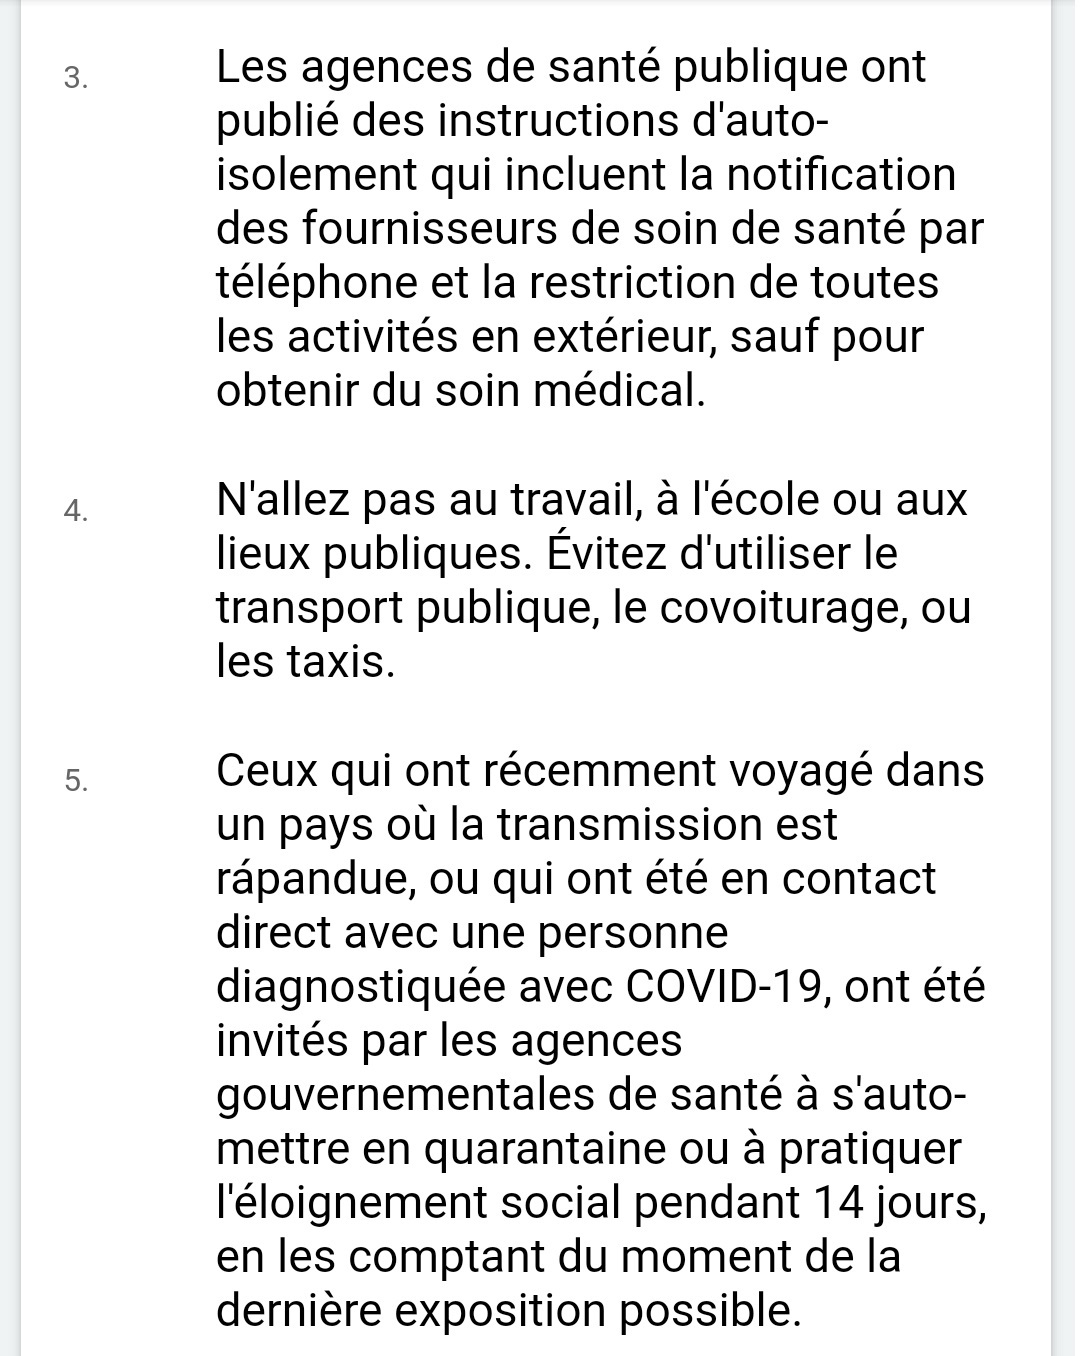 3. Les agences de santé publique ont
publié des instructions d'auto-
isolement qui incluent la notification
des fournisseurs de soin de santé par
téléphone et la restriction de toutes
les activités en extérieur, sauf pour
obtenir du soin médical.
4. N'allez pas au travail, à l'école ou aux
lieux publiques. Évitez d'utiliser le
transport publique, le covoiturage, ou
les taxis.
5. Ceux qui ont récemment voyagé dans
un pays où la transmission est
rápandue, ou qui ont été en contact
direct avec une personne
diagnostiquée avec COVID-19, ont été
invités par les agences
gouvernementales de santé à s'auto-
mettre en quarantaine ou à pratiquer
l'éloignement social pendant 14 jours,
en les comptant du moment de la
dernière exposition possible.